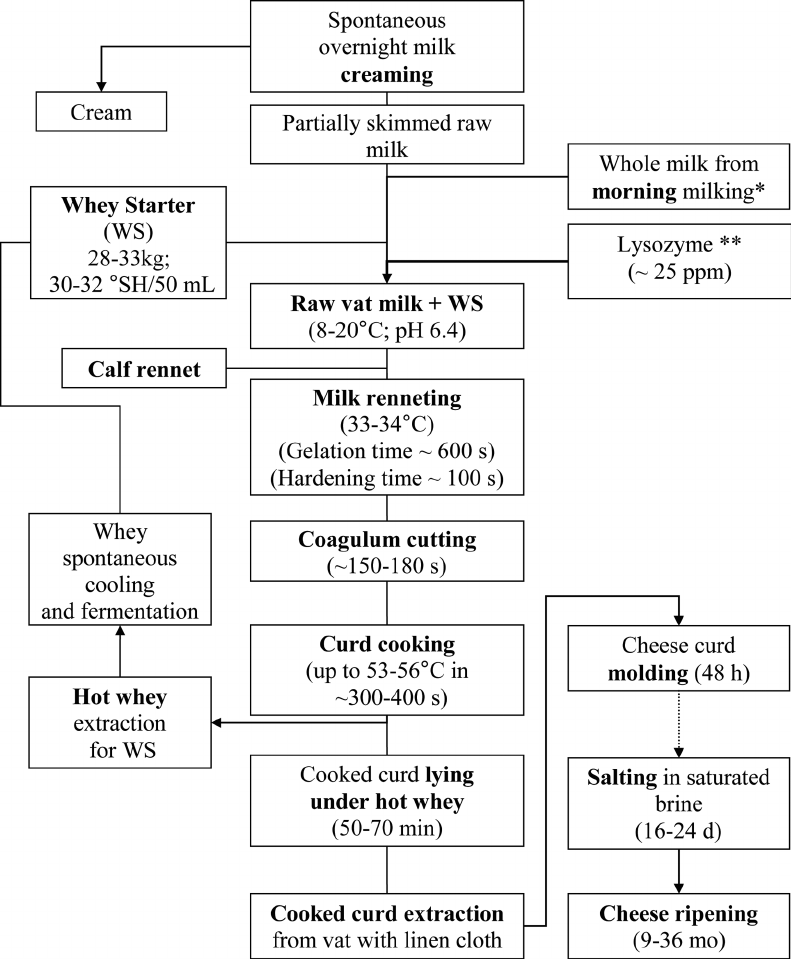 Spontaneous
overnight milk
creaming
Cream
Partially skimmed raw
milk
Whole milk from
morning milking*
Whey Starter
(WS)
28-33kg;
30-32 °SH/50 mL
Lysozyme **
(~ 25 ppm)
Raw vat milk + WS
(8-20°C; pH 6.4)
Calf rennet
Milk renneting
(33-34°C)
(Gelation time ~ 600 s)
(Hardening time ~ 100 s)
Coagulum cutting
(~150-180 s)
Whey
spontaneous
cooling
and fermentation
Curd cooking
(up to 53-56°C in
~300-400 s)
Cheese curd
molding (48 h)
Hot whey
extraction
for WS
Cooked curd lying
under hot whey
(50-70 min)
Salting in saturated
brine
(16-24 d)
Cooked curd extraction
from vat with linen cloth
Cheese ripening
(9-36 mo)